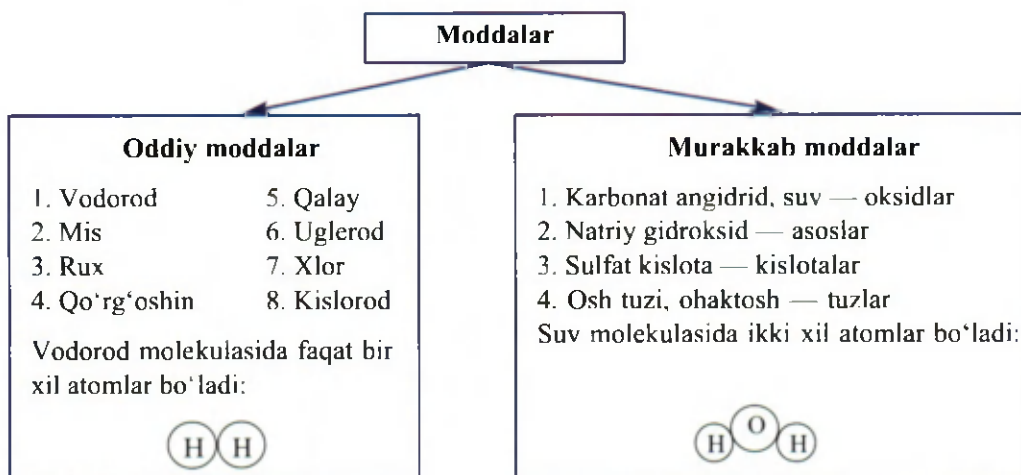 Moddalar
Oddiy moddalar
1. Vodorod
2. Mis
3. Rux
4. Qo‘rg‘oshin
5. Qalay
6. Uglerod
7. Xlor
8. Kislorod
Vodorod molekulasida faqat bir
xil atomlar bo‘ladi:
H H
Murakkab moddalar
1. Karbonat angidrid, suv — oksidlar
2. Natriy gidroksid — asoslar
3. Sulfat kislota — kislotalar
4. Osh tuzi, ohaktosh — tuzlar
Suv molekulasida ikki xil atomlar bo‘ladi:
H O H